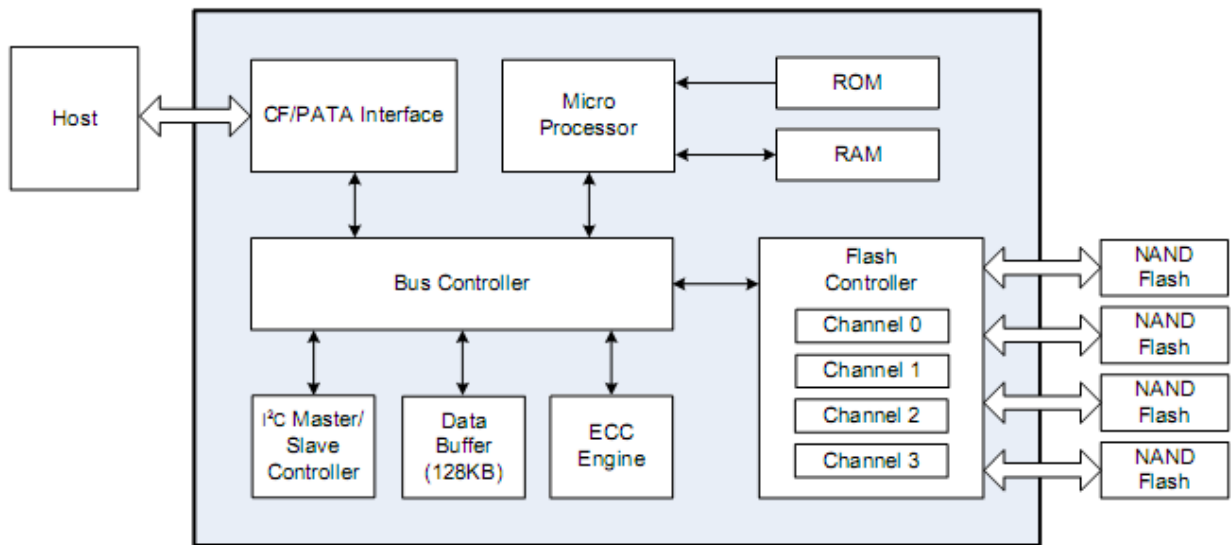 Host
CF/PATA Interface
Micro
Processor
ROM
RAM
Bus Controller
Flash
Controller
Channel 0
Channel 1
Channel 2
Channel 3
NAND
Flash
NAND
Flash
NAND
Flash
NAND
Flash
I²C Master/
Slave
Controller
Data
Buffer
(128KB)
ECC
Engine